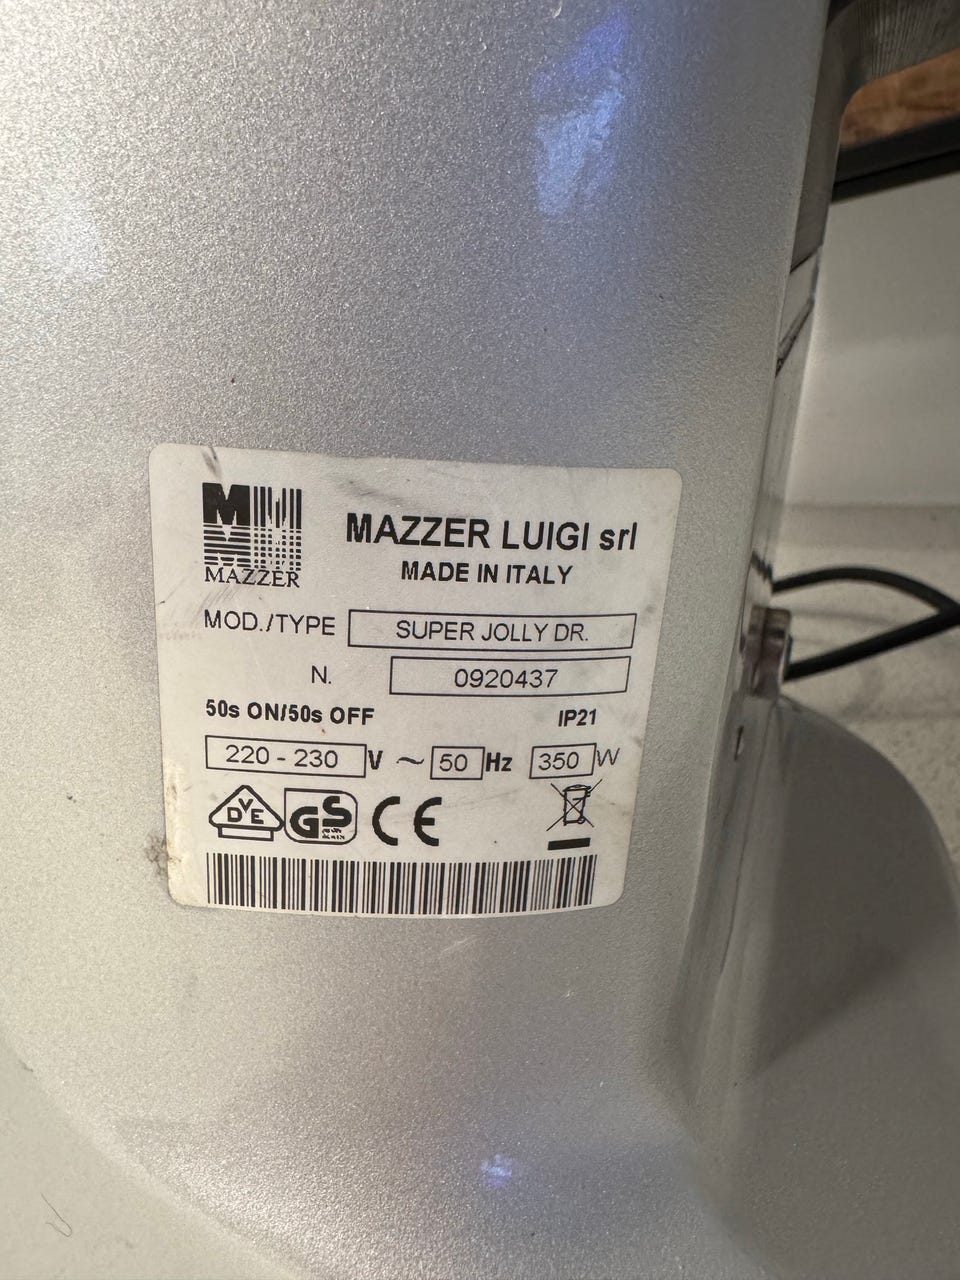 M
MAZZER
MAZZER LUIGI srl
MADE IN ITALY
MOD./TYPE SUPER JOLLY DR.
N. 0920437
50s ON/50s OFF IP21
220 - 230 V ~ 50 Hz 350 W
DVE GS CE